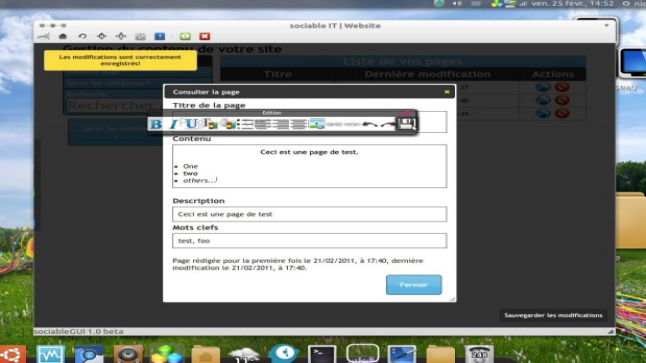 ven. 25 févr., 14:52
sociable IT | Website
Gestion du contenu de votre site
Les modifications sont correctement
enregistrés!
Liste de vos pages
Titre Dernière modification Actions
Rechercher
Consulter la page
Titre de la page
Edition
B I U
Contenu
Ceci est une page de test.
• One
• two
• others...
Description
Ceci est une page de test
Mots clefs
test, foo
Page rédigée pour la première fois le 21/02/2011, à 17:40, dernière
modification le 21/02/2011, à 17:40.
Fermer
Sauvegarder les modifications
sociableGUI 1.0 beta